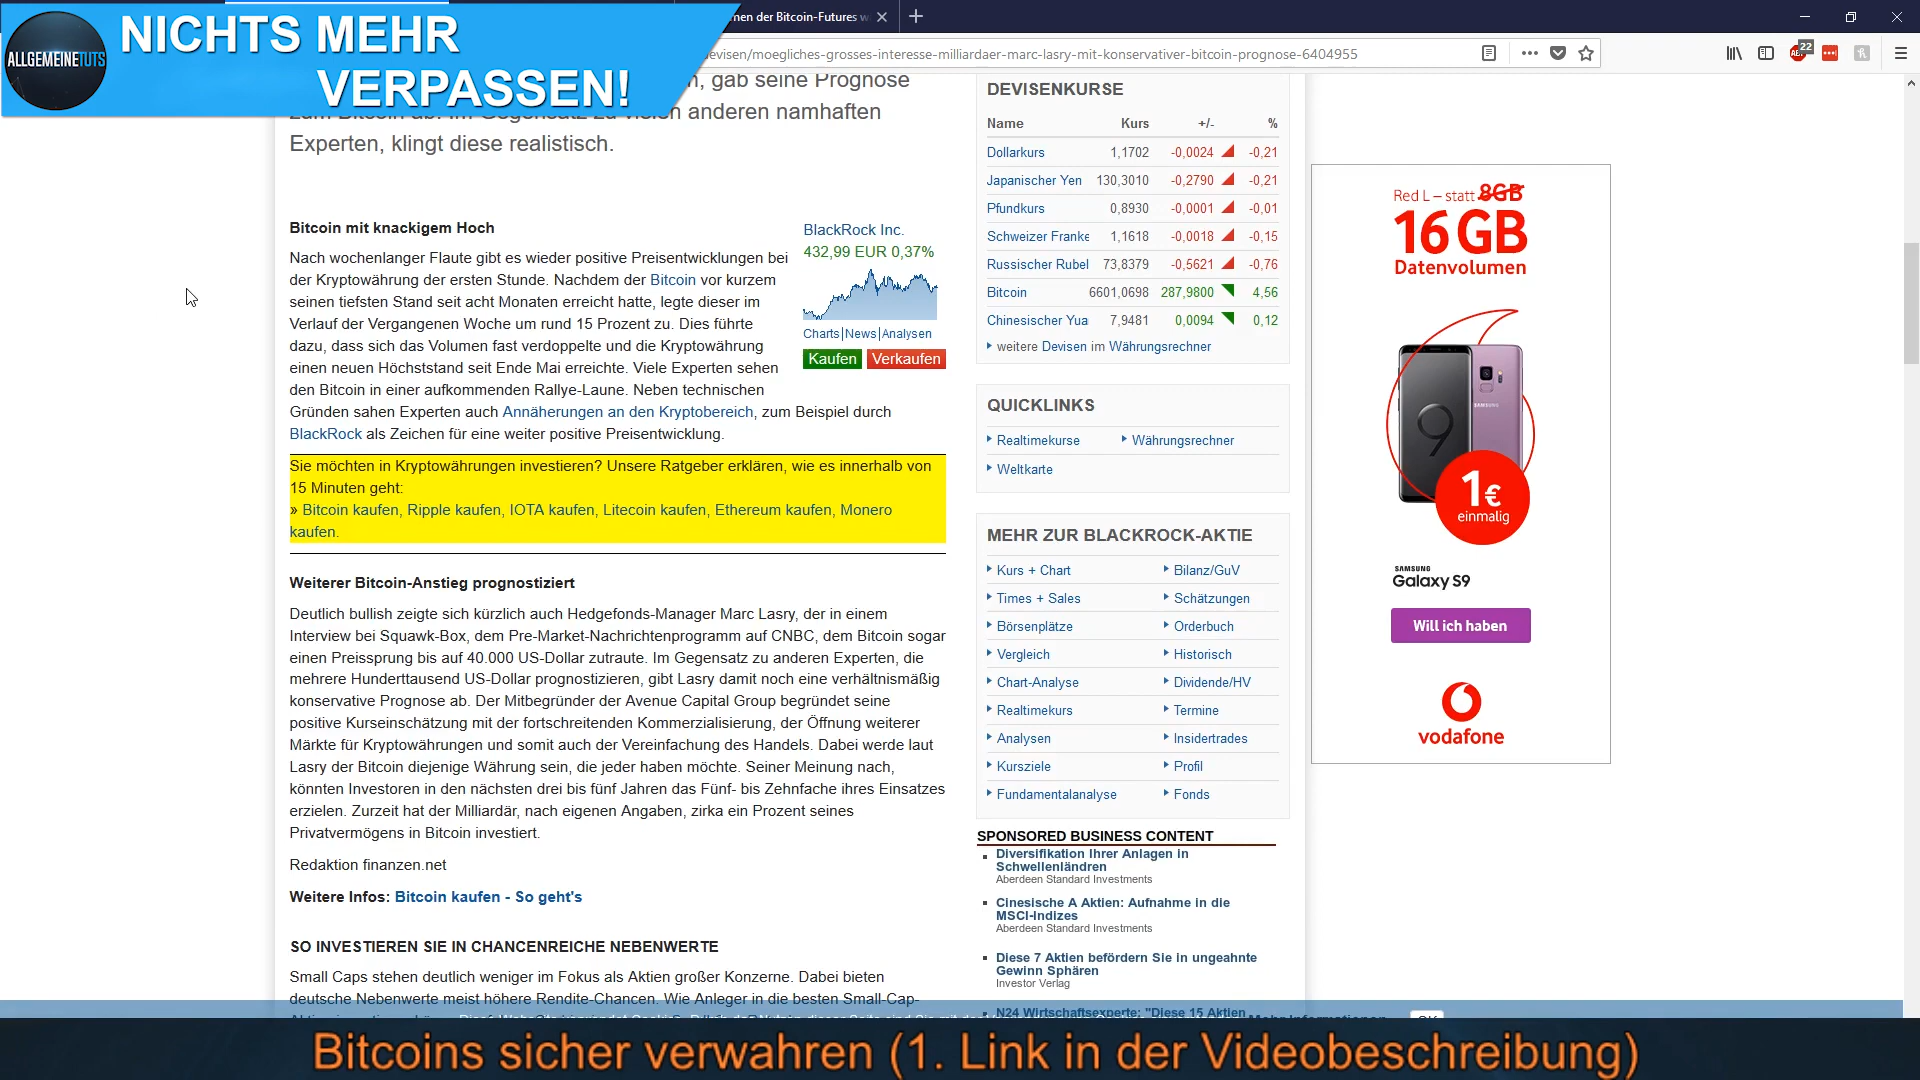 NICHTS MEHR
VERPASSEN!
ALLGEMEINETUTS
nen der Bitcoin-Futures w
devisen/moegliches-grosses-interesse-milliardaer-marc-lasry-mit-konservativer-bitcoin-prognose-6404955
22
n, gab seine Prognose
zum Bitcoin ab. Im Gegensatz zu vielen anderen namhaften
Experten, klingt diese realistisch.
Bitcoin mit knackigem Hoch
Nach wochenlanger Flaute gibt es wieder positive Preisentwicklungen bei
der Kryptowährung der ersten Stunde. Nachdem der Bitcoin vor kurzem
seinen tiefsten Stand seit acht Monaten erreicht hatte, legte dieser im
Verlauf der Vergangenen Woche um rund 15 Prozent zu. Dies führte
dazu, dass sich das Volumen fast verdoppelte und die Kryptowährung
einen neuen Höchststand seit Ende Mai erreichte. Viele Experten sehen
den Bitcoin in einer aufkommenden Rallye-Laune. Neben technischen
Gründen sahen Experten auch Annäherungen an den Kryptobereich, zum Beispiel durch
BlackRock als Zeichen für eine weiter positive Preisentwicklung.
BlackRock Inc.
432,99 EUR 0,37%
Charts|News|Analysen
Kaufen Verkaufen
Sie möchten in Kryptowährungen investieren? Unsere Ratgeber erklären, wie es innerhalb von
15 Minuten geht:
» Bitcoin kaufen, Ripple kaufen, IOTA kaufen, Litecoin kaufen, Ethereum kaufen, Monero
kaufen.
Weiterer Bitcoin-Anstieg prognostiziert
Deutlich bullish zeigte sich kürzlich auch Hedgefonds-Manager Marc Lasry, der in einem
Interview bei Squawk-Box, dem Pre-Market-Nachrichtenprogramm auf CNBC, dem Bitcoin sogar
einen Preissprung bis auf 40.000 US-Dollar zutraute. Im Gegensatz zu anderen Experten, die
mehrere Hunderttausend US-Dollar prognostizieren, gibt Lasry damit noch eine verhältnismäßig
konservative Prognose ab. Der Mitbegründer der Avenue Capital Group begründet seine
positive Kurseinschätzung mit der fortschreitenden Kommerzialisierung, der Öffnung weiterer
Märkte für Kryptowährungen und somit auch der Vereinfachung des Handels. Dabei werde laut
Lasry der Bitcoin diejenige Währung sein, die jeder haben möchte. Seiner Meinung nach,
könnten Investoren in den nächsten drei bis fünf Jahren das Fünf- bis Zehnfache ihres Einsatzes
erzielen. Zurzeit hat der Milliardär, nach eigenen Angaben, zirka ein Prozent seines
Privatvermögens in Bitcoin investiert.
Redaktion finanzen.net
Weitere Infos: Bitcoin kaufen - So geht's
SO INVESTIEREN SIE IN CHANCENREICHE NEBENWERTE
Small Caps stehen deutlich weniger im Fokus als Aktien großer Konzerne. Dabei bieten
deutsche Nebenwerte meist höhere Rendite-Chancen. Wie Anleger in die besten Small-Cap-
DEVISENKURSE
Name Kurs +/- %
Dollarkurs 1,1702 -0,0024 -0,21
Japanischer Yen 130,3010 -0,2790 -0,21
Pfundkurs 0,8930 -0,0001 -0,01
Schweizer Franke 1,1618 -0,0018 -0,15
Russischer Rubel 73,8379 -0,5621 -0,76
Bitcoin 6601,0698 287,9800 4,56
Chinesischer Yua 7,9481 0,0094 0,12
weitere Devisen im Währungsrechner
QUICKLINKS
Realtimekurse Währungsrechner
Weltkarte
MEHR ZUR BLACKROCK-AKTIE
Kurs + Chart Bilanz/GuV
Times + Sales Schätzungen
Börsenplätze Orderbuch
Vergleich Historisch
Chart-Analyse Dividende/HV
Realtimekurs Termine
Analysen Insidertrades
Kursziele Profil
Fundamentalanalyse Fonds
SPONSORED BUSINESS CONTENT
Diversifikation Ihrer Anlagen in
Schwellenländren
Aberdeen Standard Investments
Cinesische A Aktien: Aufnahme in die
MSCI-Indizes
Aberdeen Standard Investments
Diese 7 Aktien befördern Sie in ungeahnte
Gewinn Sphären
Investor Verlag
N24 Wirtschaftsexperte: "Diese 15 Aktien
Red L – statt 8GB
16 GB
Datenvolumen
SAMSUNG
9
1€
einmalig
SAMSUNG
Galaxy S9
Will ich haben
vodafone
Mehr Informationen
OK
Bitcoins sicher verwahren (1. Link in der Videobeschreibung)